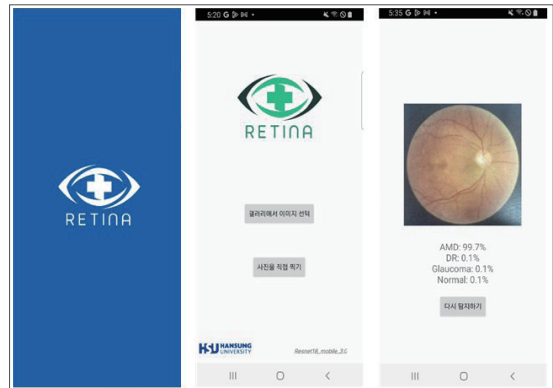 RETINA
5:20
RETINA
갤러리에서 이미지 선택
사진을 직접 찍기
HSU HANSUNG
UNIVERSITY
Resnet18_mobile_3.0
5:35
AMD: 99.7%
DR: 0.1%
Glaucoma: 0.1%
Normal: 0.1%
다시 탐지하기